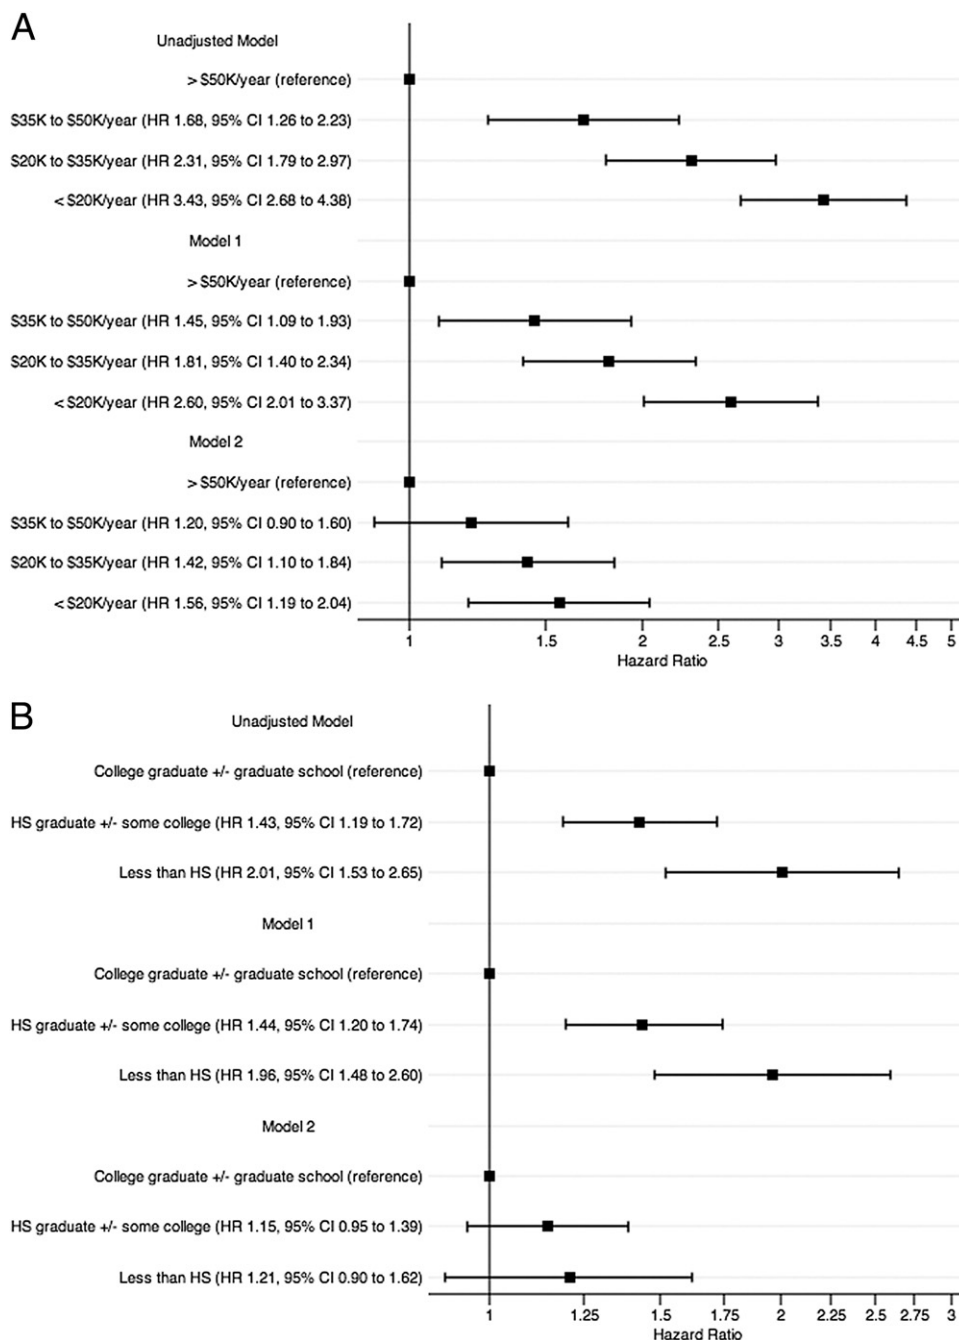 A
Unadjusted Model
> $50K/year (reference)
$35K to $50K/year (HR 1.68, 95% CI 1.26 to 2.23)
$20K to $35K/year (HR 2.31, 95% CI 1.79 to 2.97)
< $20K/year (HR 3.43, 95% CI 2.68 to 4.38)
Model 1
> $50K/year (reference)
$35K to $50K/year (HR 1.45, 95% CI 1.09 to 1.93)
$20K to $35K/year (HR 1.81, 95% CI 1.40 to 2.34)
< $20K/year (HR 2.60, 95% CI 2.01 to 3.37)
Model 2
> $50K/year (reference)
$35K to $50K/year (HR 1.20, 95% CI 0.90 to 1.60)
$20K to $35K/year (HR 1.42, 95% CI 1.10 to 1.84)
< $20K/year (HR 1.56, 95% CI 1.19 to 2.04)
1 1.5 2 2.5 3 3.5 4 4.5 5
Hazard Ratio
B
Unadjusted Model
College graduate +/- graduate school (reference)
HS graduate +/- some college (HR 1.43, 95% CI 1.19 to 1.72)
Less than HS (HR 2.01, 95% CI 1.53 to 2.65)
Model 1
College graduate +/- graduate school (reference)
HS graduate +/- some college (HR 1.44, 95% CI 1.20 to 1.74)
Less than HS (HR 1.96, 95% CI 1.48 to 2.60)
Model 2
College graduate +/- graduate school (reference)
HS graduate +/- some college (HR 1.15, 95% CI 0.95 to 1.39)
Less than HS (HR 1.21, 95% CI 0.90 to 1.62)
1 1.25 1.5 1.75 2 2.25 2.5 2.75 3
Hazard Ratio